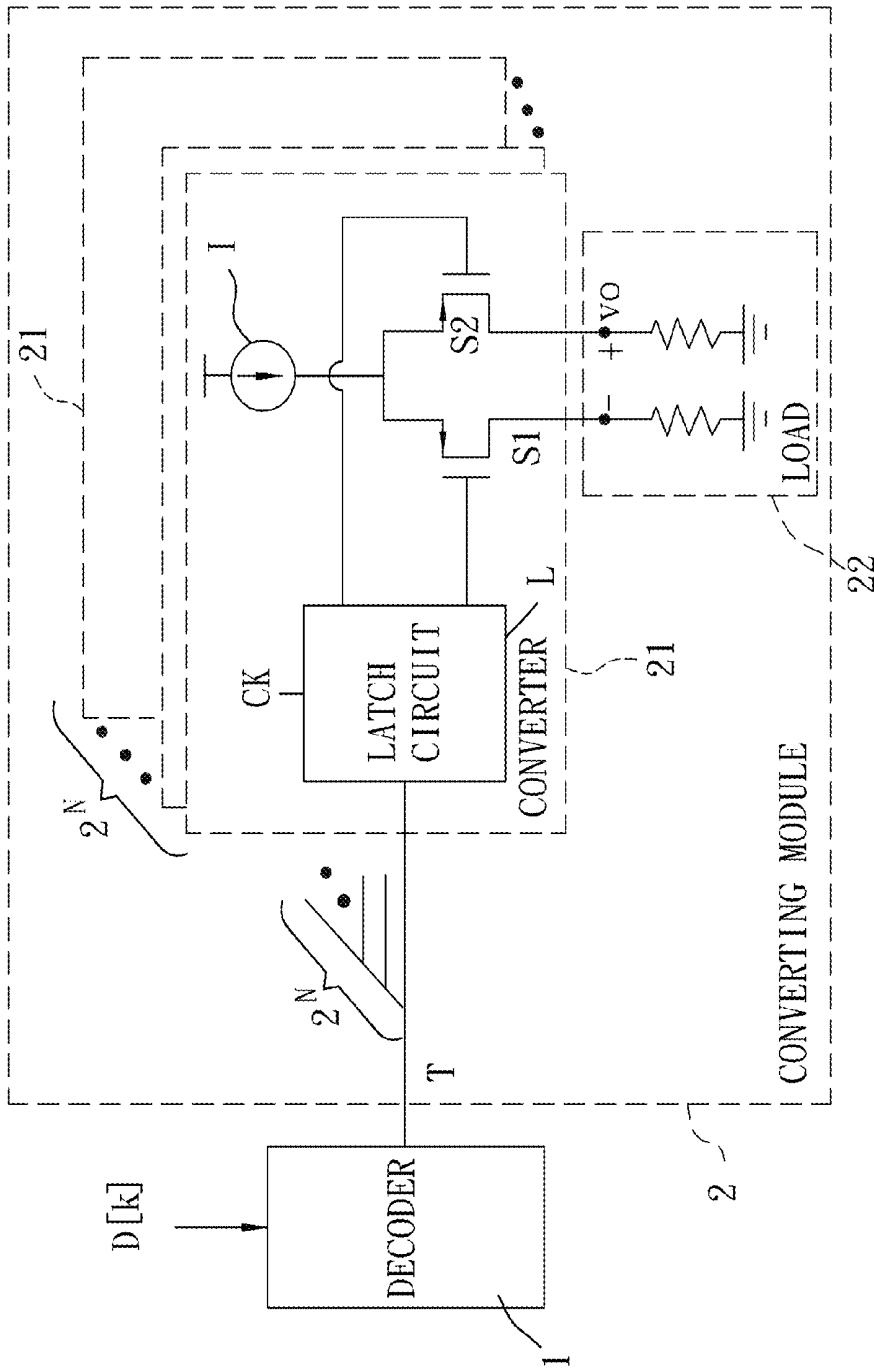 D[k]
DECODER
1
T
2^N
2^N
21
CK
LATCH
CIRCUIT
L
CONVERTER
21
I
S1
S2
- + VO
LOAD
22
CONVERTING MODULE
2